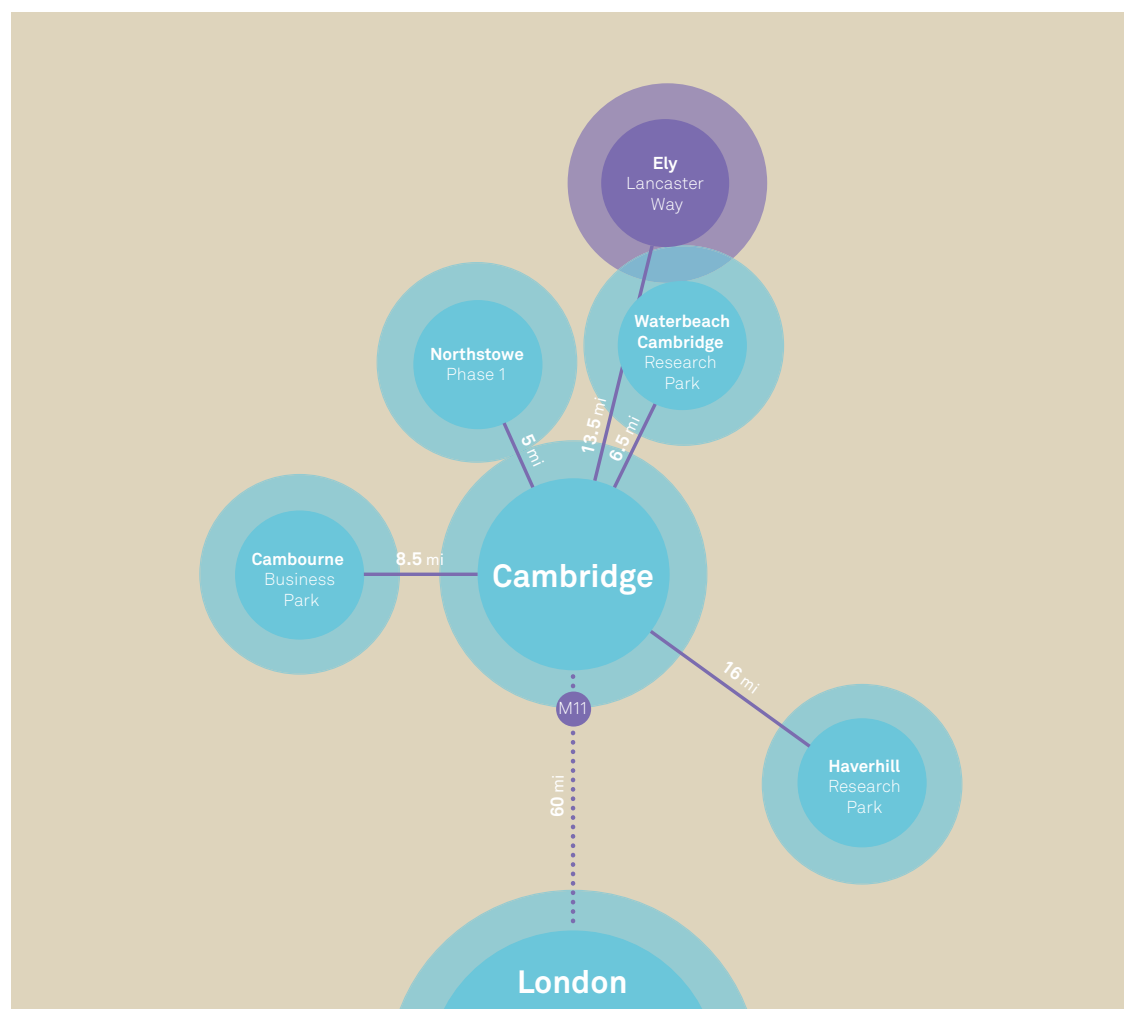 Ely
Lancaster
Way
Waterbeach
Cambridge
Research
Park
Northstowe
Phase 1
13.5 mi
6.5 mi
5 mi
Cambourne
Business
Park
8.5 mi
Cambridge
16 mi
M11
Haverhill
Research
Park
60 mi
London